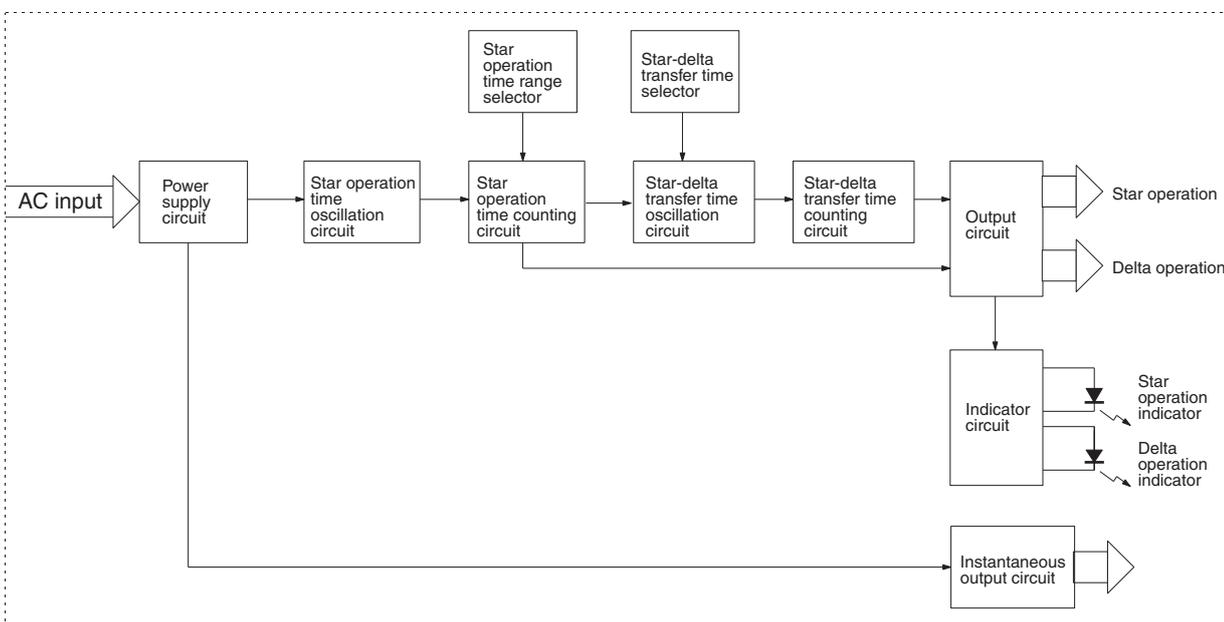 Star
operation
time range
selector
Star-delta
transfer time
selector
AC input
Power
supply
circuit
Star operation
time
oscillation
circuit
Star
operation
time counting
circuit
Star-delta
transfer time
oscillation
circuit
Star-delta
transfer time
counting
circuit
Output
circuit
Star operation
Delta operation
Indicator
circuit
Star
operation
indicator
Delta
operation
indicator
Instantaneous
output circuit